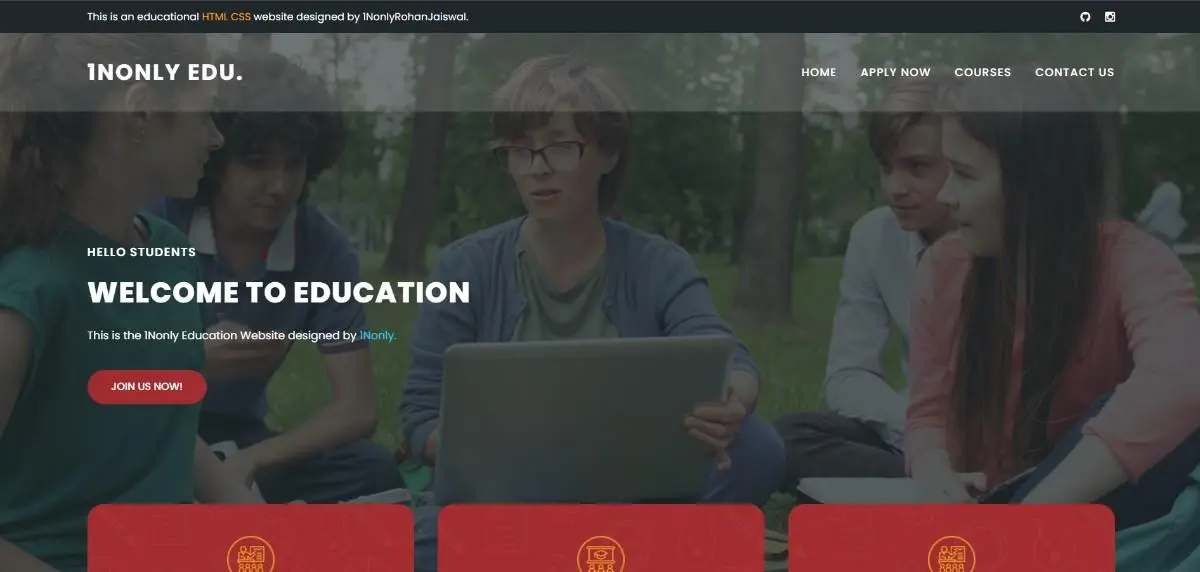 This is an educational HTML CSS website designed by 1NonlyRohanJaiswal.
1NONLY EDU.
HOME APPLY NOW COURSES CONTACT US
HELLO STUDENTS
WELCOME TO EDUCATION
This is the 1Nonly Education Website designed by 1Nonly.
JOIN US NOW!